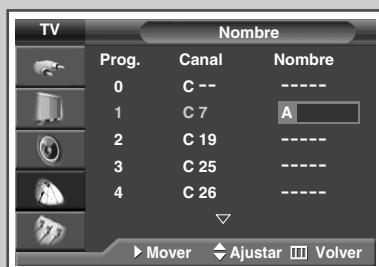 TV Nombre
Prog. Canal Nombre
0 C -- -----
1 C 7 A
2 C 19 -----
3 C 25 -----
4 C 26 -----
Mover Ajustar Volver